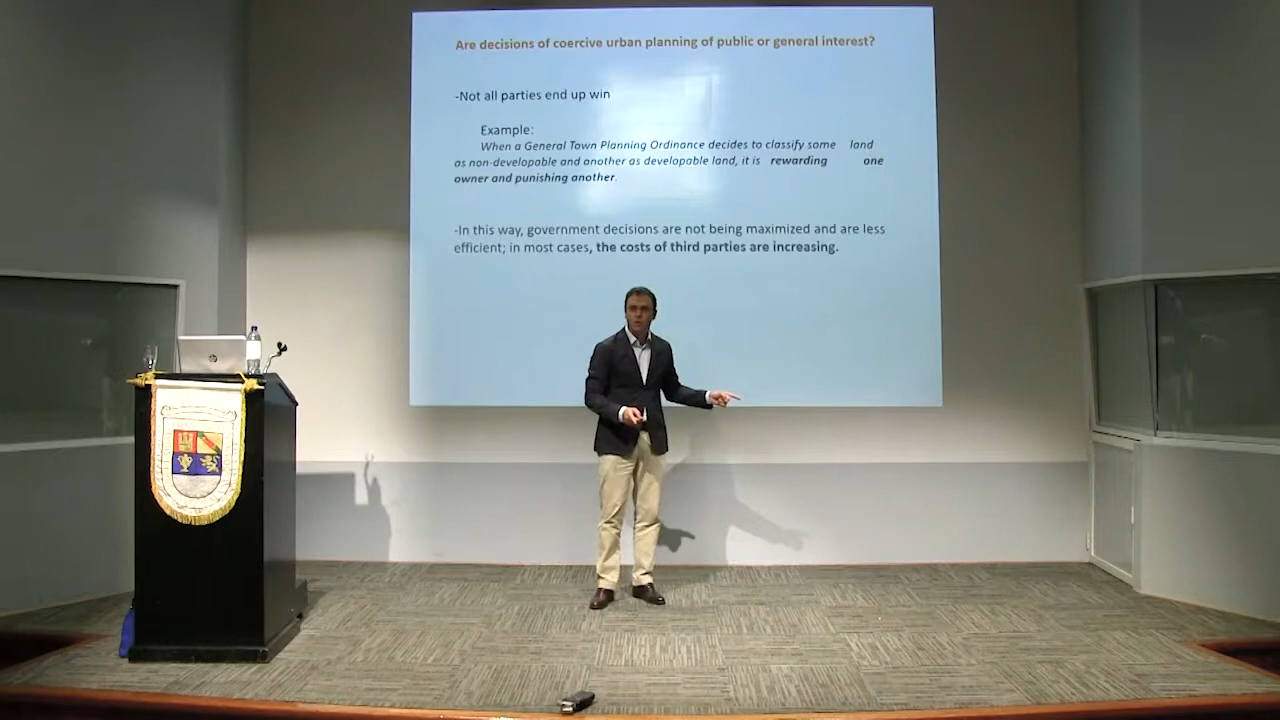 Are decisions of coercive urban planning of public or general interest?
-Not all parties end up win
Example:
When a General Town Planning Ordinance decides to classify some land
as non-developable and another as developable land, it is rewarding one
owner and punishing another.
-In this way, government decisions are not being maximized and are less
efficient; in most cases, the costs of third parties are increasing.